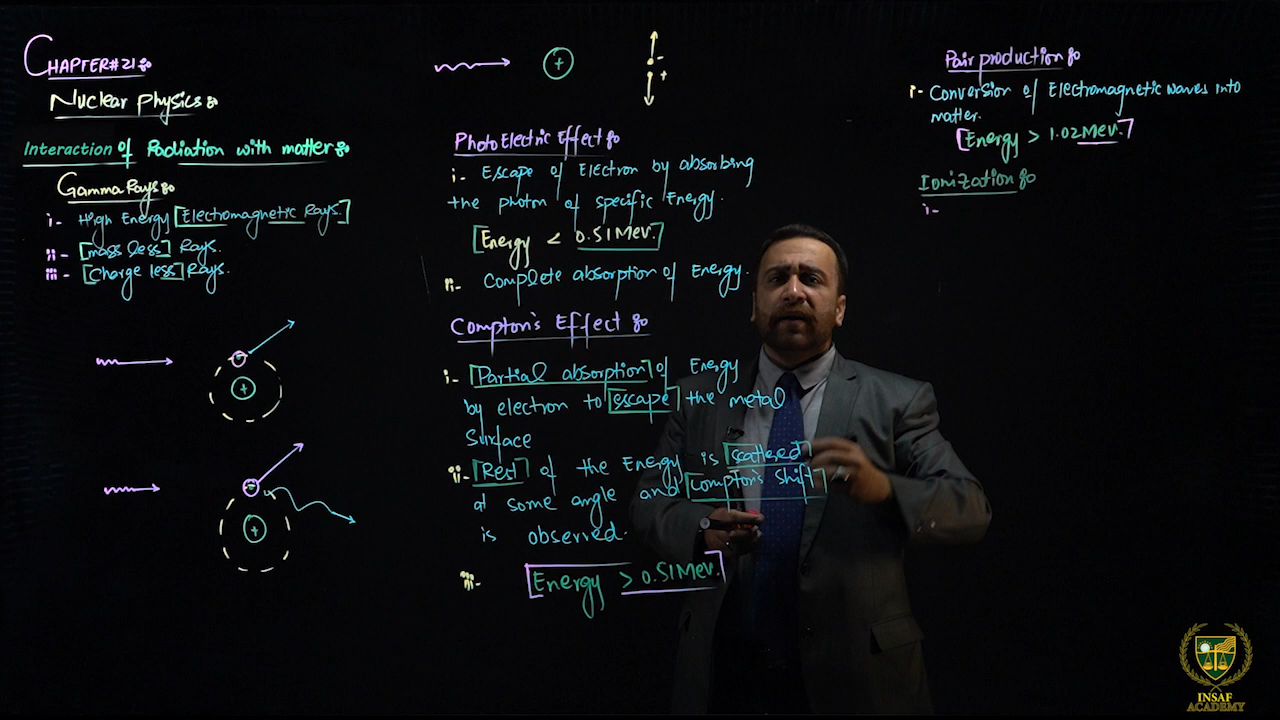 CHAPTER#21:
Nuclear Physics:
Interaction of Radiation with matter:
Gamma Rays:
i- High Energy [Electromagnetic Rays.]
ii- [mass less] Rays.
iii- [Charge less] Rays.
+
-
+
-
+
-
+
PhotoElectric Effect:
i- Escape of Electron by absorbing
the photon of specific Energy.
[Energy < 0.51Mev.]
ii- Complete absorption of Energy.
Compton's Effect:
i- [Partial absorption] of Energy
by electron to [escape] the metal
Surface
ii- [Rest] of the Energy is [scattered]
at some angle and [Compton's Shift]
is observed.
iii- [Energy > 0.51Mev.]
Pair production:
i- Conversion of Electromagnetic waves into
matter.
[Energy > 1.02Mev.]
Ionization:
i-
INSAF
ACADEMY